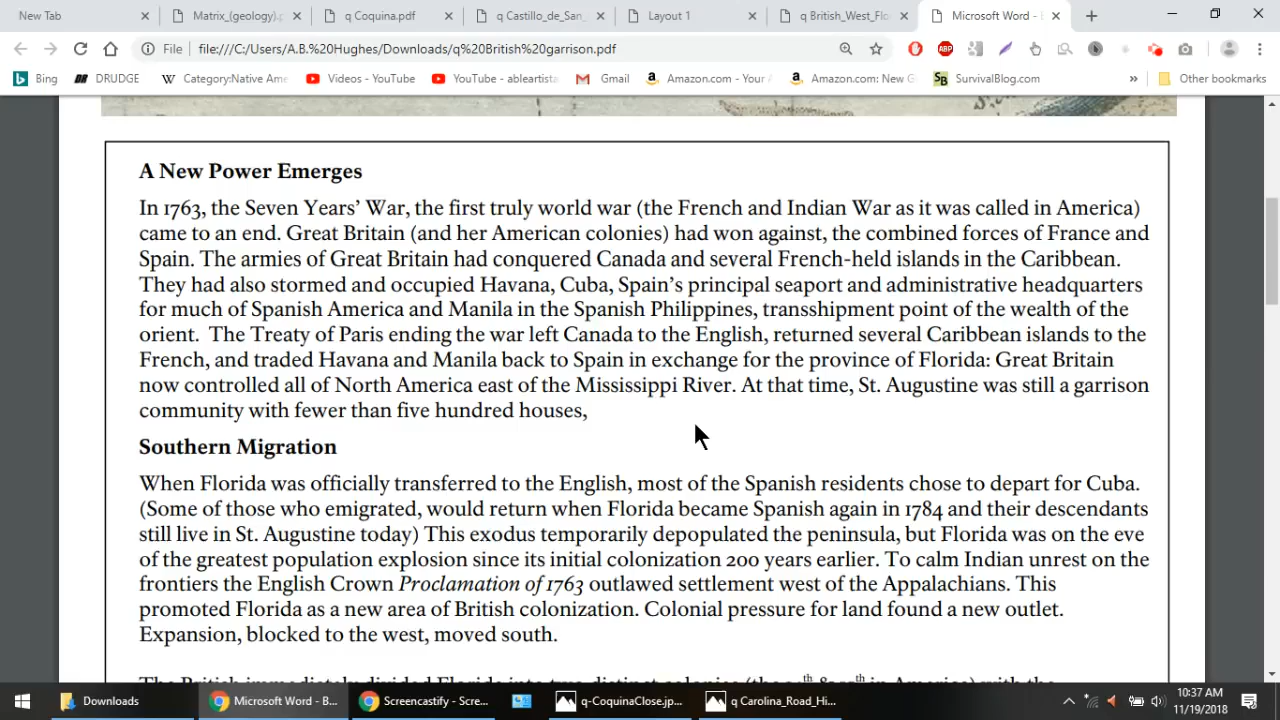 New Tab
Matrix_(geology).p
q Coquina.pdf
q Castillo_de_San_
Layout 1
q British_West_Flo
Microsoft Word -
File
file:///C:/Users/A.B.%20Hughes/Downloads/q%20British%20garrison.pdf
ABP
Bing
DRUDGE
Category:Native Ame
Videos - YouTube
YouTube - ableartista
Gmail
Amazon.com - Your A
Amazon.com: New G
SurvivalBlog.com
»
Other bookmarks
A New Power Emerges
In 1763, the Seven Years’ War, the first truly world war (the French and Indian War as it was called in America)
came to an end. Great Britain (and her American colonies) had won against, the combined forces of France and
Spain. The armies of Great Britain had conquered Canada and several French-held islands in the Caribbean.
They had also stormed and occupied Havana, Cuba, Spain’s principal seaport and administrative headquarters
for much of Spanish America and Manila in the Spanish Philippines, transshipment point of the wealth of the
orient.  The Treaty of Paris ending the war left Canada to the English, returned several Caribbean islands to the
French, and traded Havana and Manila back to Spain in exchange for the province of Florida: Great Britain
now controlled all of North America east of the Mississippi River. At that time, St. Augustine was still a garrison
community with fewer than five hundred houses,
Southern Migration
When Florida was officially transferred to the English, most of the Spanish residents chose to depart for Cuba.
(Some of those who emigrated, would return when Florida became Spanish again in 1784 and their descendants
still live in St. Augustine today) This exodus temporarily depopulated the peninsula, but Florida was on the eve
of the greatest population explosion since its initial colonization 200 years earlier. To calm Indian unrest on the
frontiers the English Crown Proclamation of 1763 outlawed settlement west of the Appalachians. This
promoted Florida as a new area of British colonization. Colonial pressure for land found a new outlet.
Expansion, blocked to the west, moved south.
The British immediately divided Florida into two distinct colonies (the
Downloads
Microsoft Word - B...
Screencastify - Scree...
q-CoquinaClose.jp...
q Carolina_Road_Hi...
10:37 AM
11/19/2018